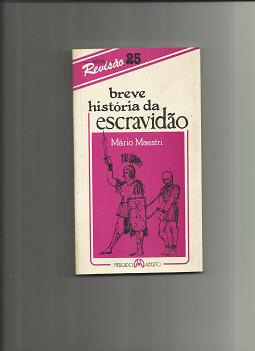 Revisão 25
breve
história da
escravidão
Mário Maestri
MERCADO ABERTO